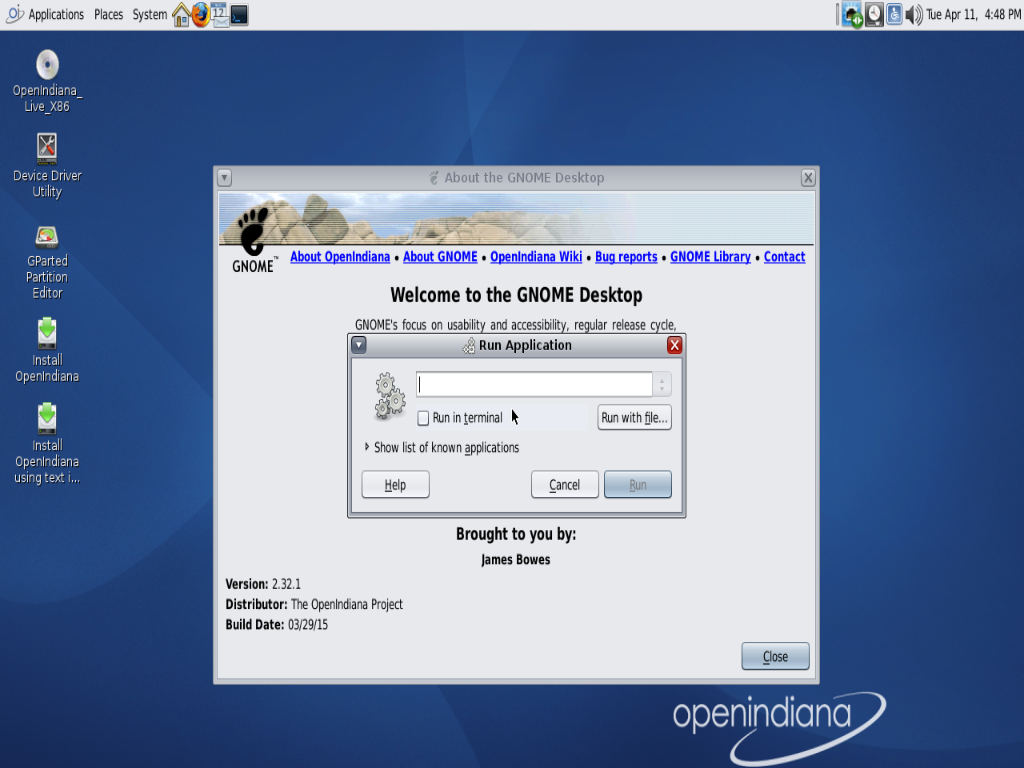 Applications Places System 12 Tue Apr 11, 4:48 PM
OpenIndiana_
Live_X86
Device Driver
Utility
GParted
Partition
Editor
Install
OpenIndiana
Install
OpenIndiana
using text i...
About the GNOME Desktop
GNOME™
About OpenIndiana • About GNOME • OpenIndiana Wiki • Bug reports • GNOME Library • Contact
Welcome to the GNOME Desktop
GNOME's focus on usability and accessibility, regular release cycle,
Run Application
Run in terminal
Run with file...
Show list of known applications
Help
Cancel
Run
Brought to you by:
James Bowes
Version: 2.32.1
Distributor: The OpenIndiana Project
Build Date: 03/29/15
Close
openindiana